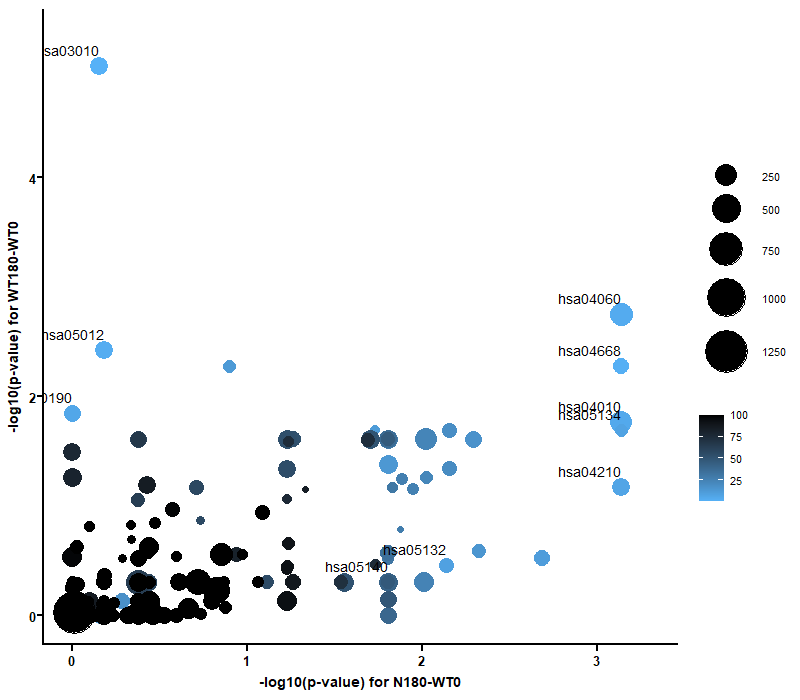 sa03010
hsa04060
hsa05012
hsa04668
0190
hsa04010
hsa05134
hsa04210
hsa05132
hsa05140
4
2
0
0
1
2
3
-log10(p-value) for N180-WT0
-log10(p-value) for WT180-WT0
250
500
750
1000
1250
100
75
50
25